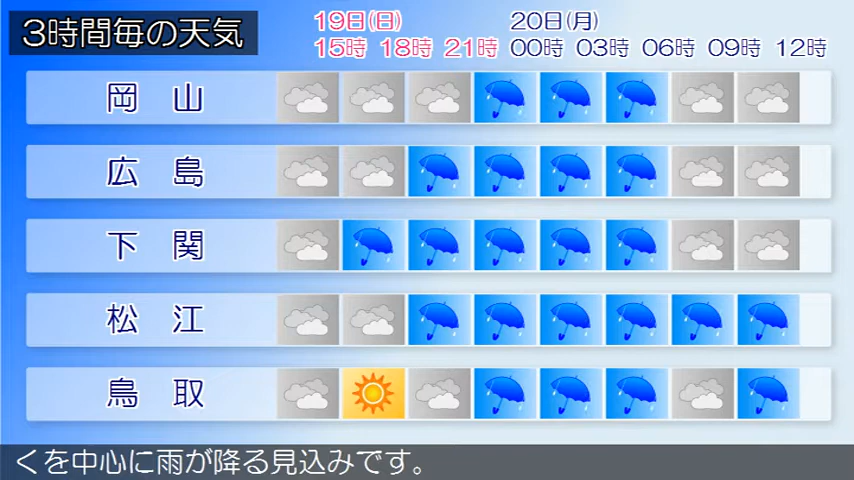 3時間毎の天気
19日(日) 20日(月)
15時 18時 21時 00時 03時 06時 09時 12時
岡山
広島
下関
松江
鳥取
くを中心に雨が降る見込みです。